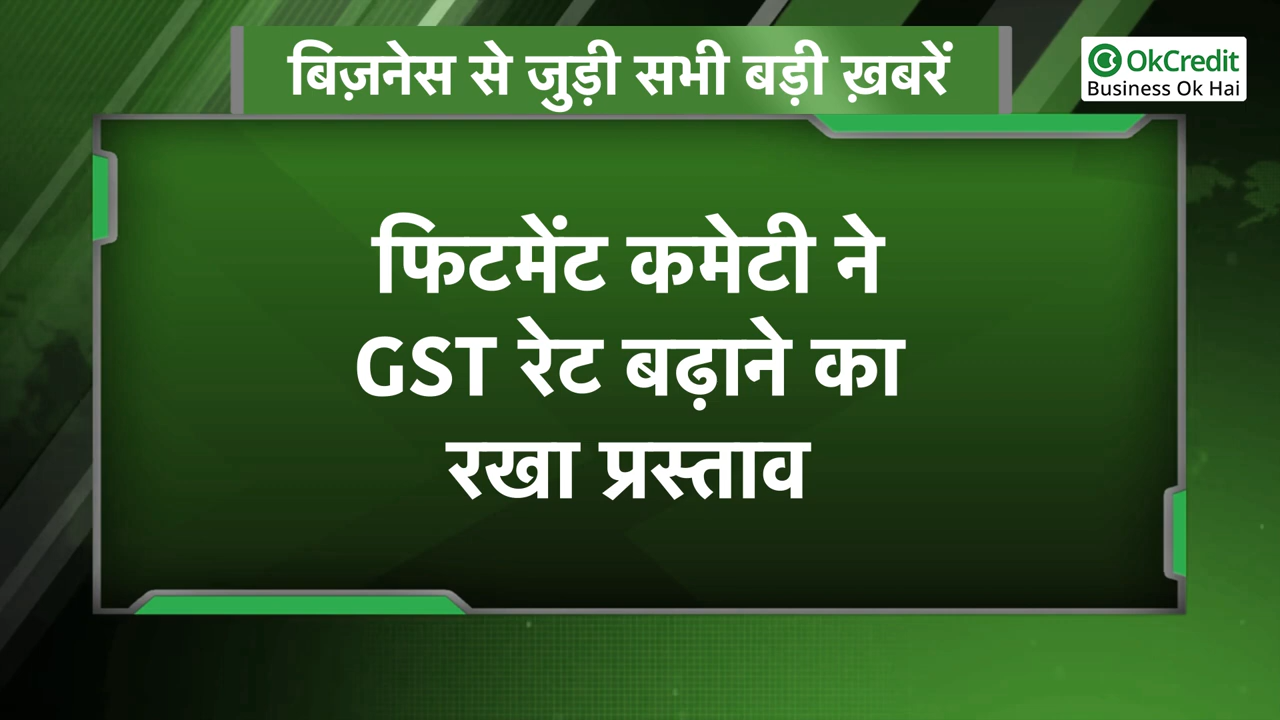 बिज़नेस से जुड़ी सभी बड़ी ख़बरें
OkCredit
Business Ok Hai
फिटमेंट कमेटी ने
GST रेट बढ़ाने का
रखा प्रस्ताव